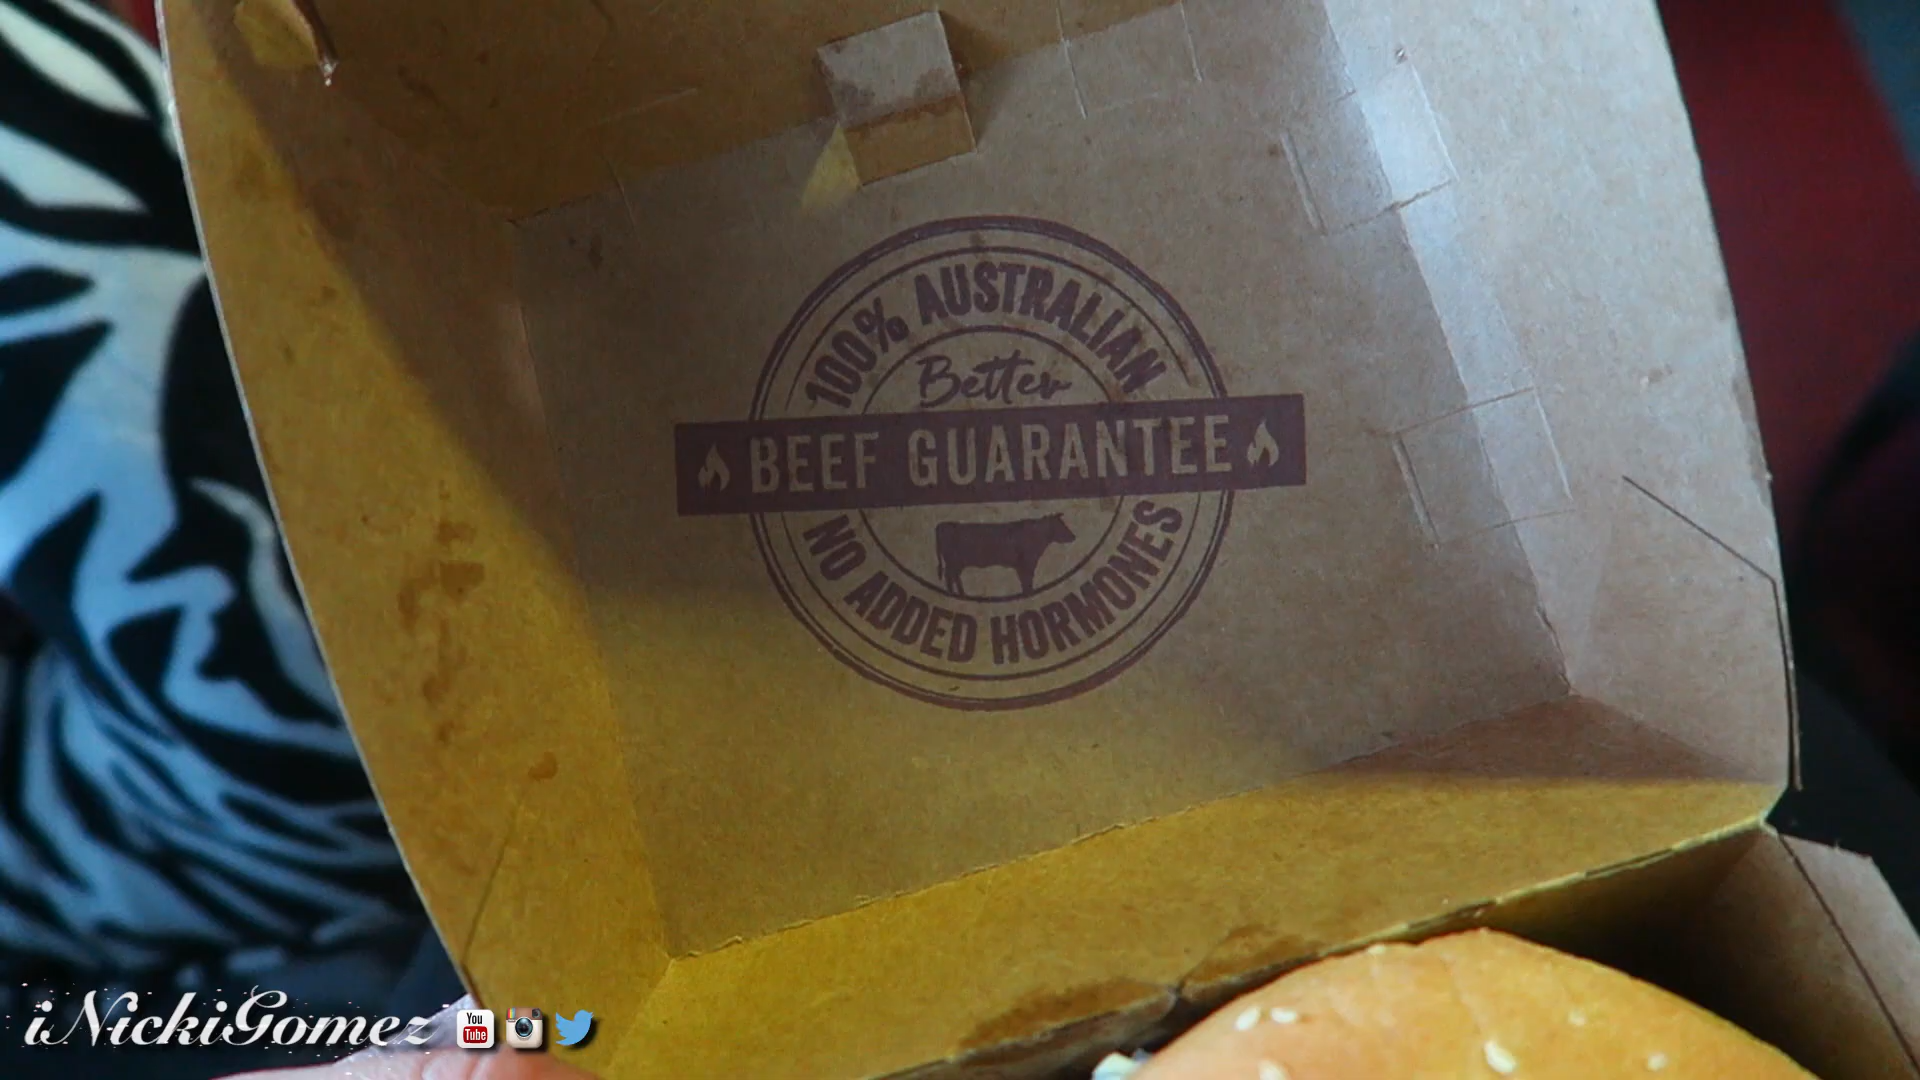 100% AUSTRALIAN
Better
BEEF GUARANTEE
NO ADDED HORMONES
iNickiGomez
You
Tube